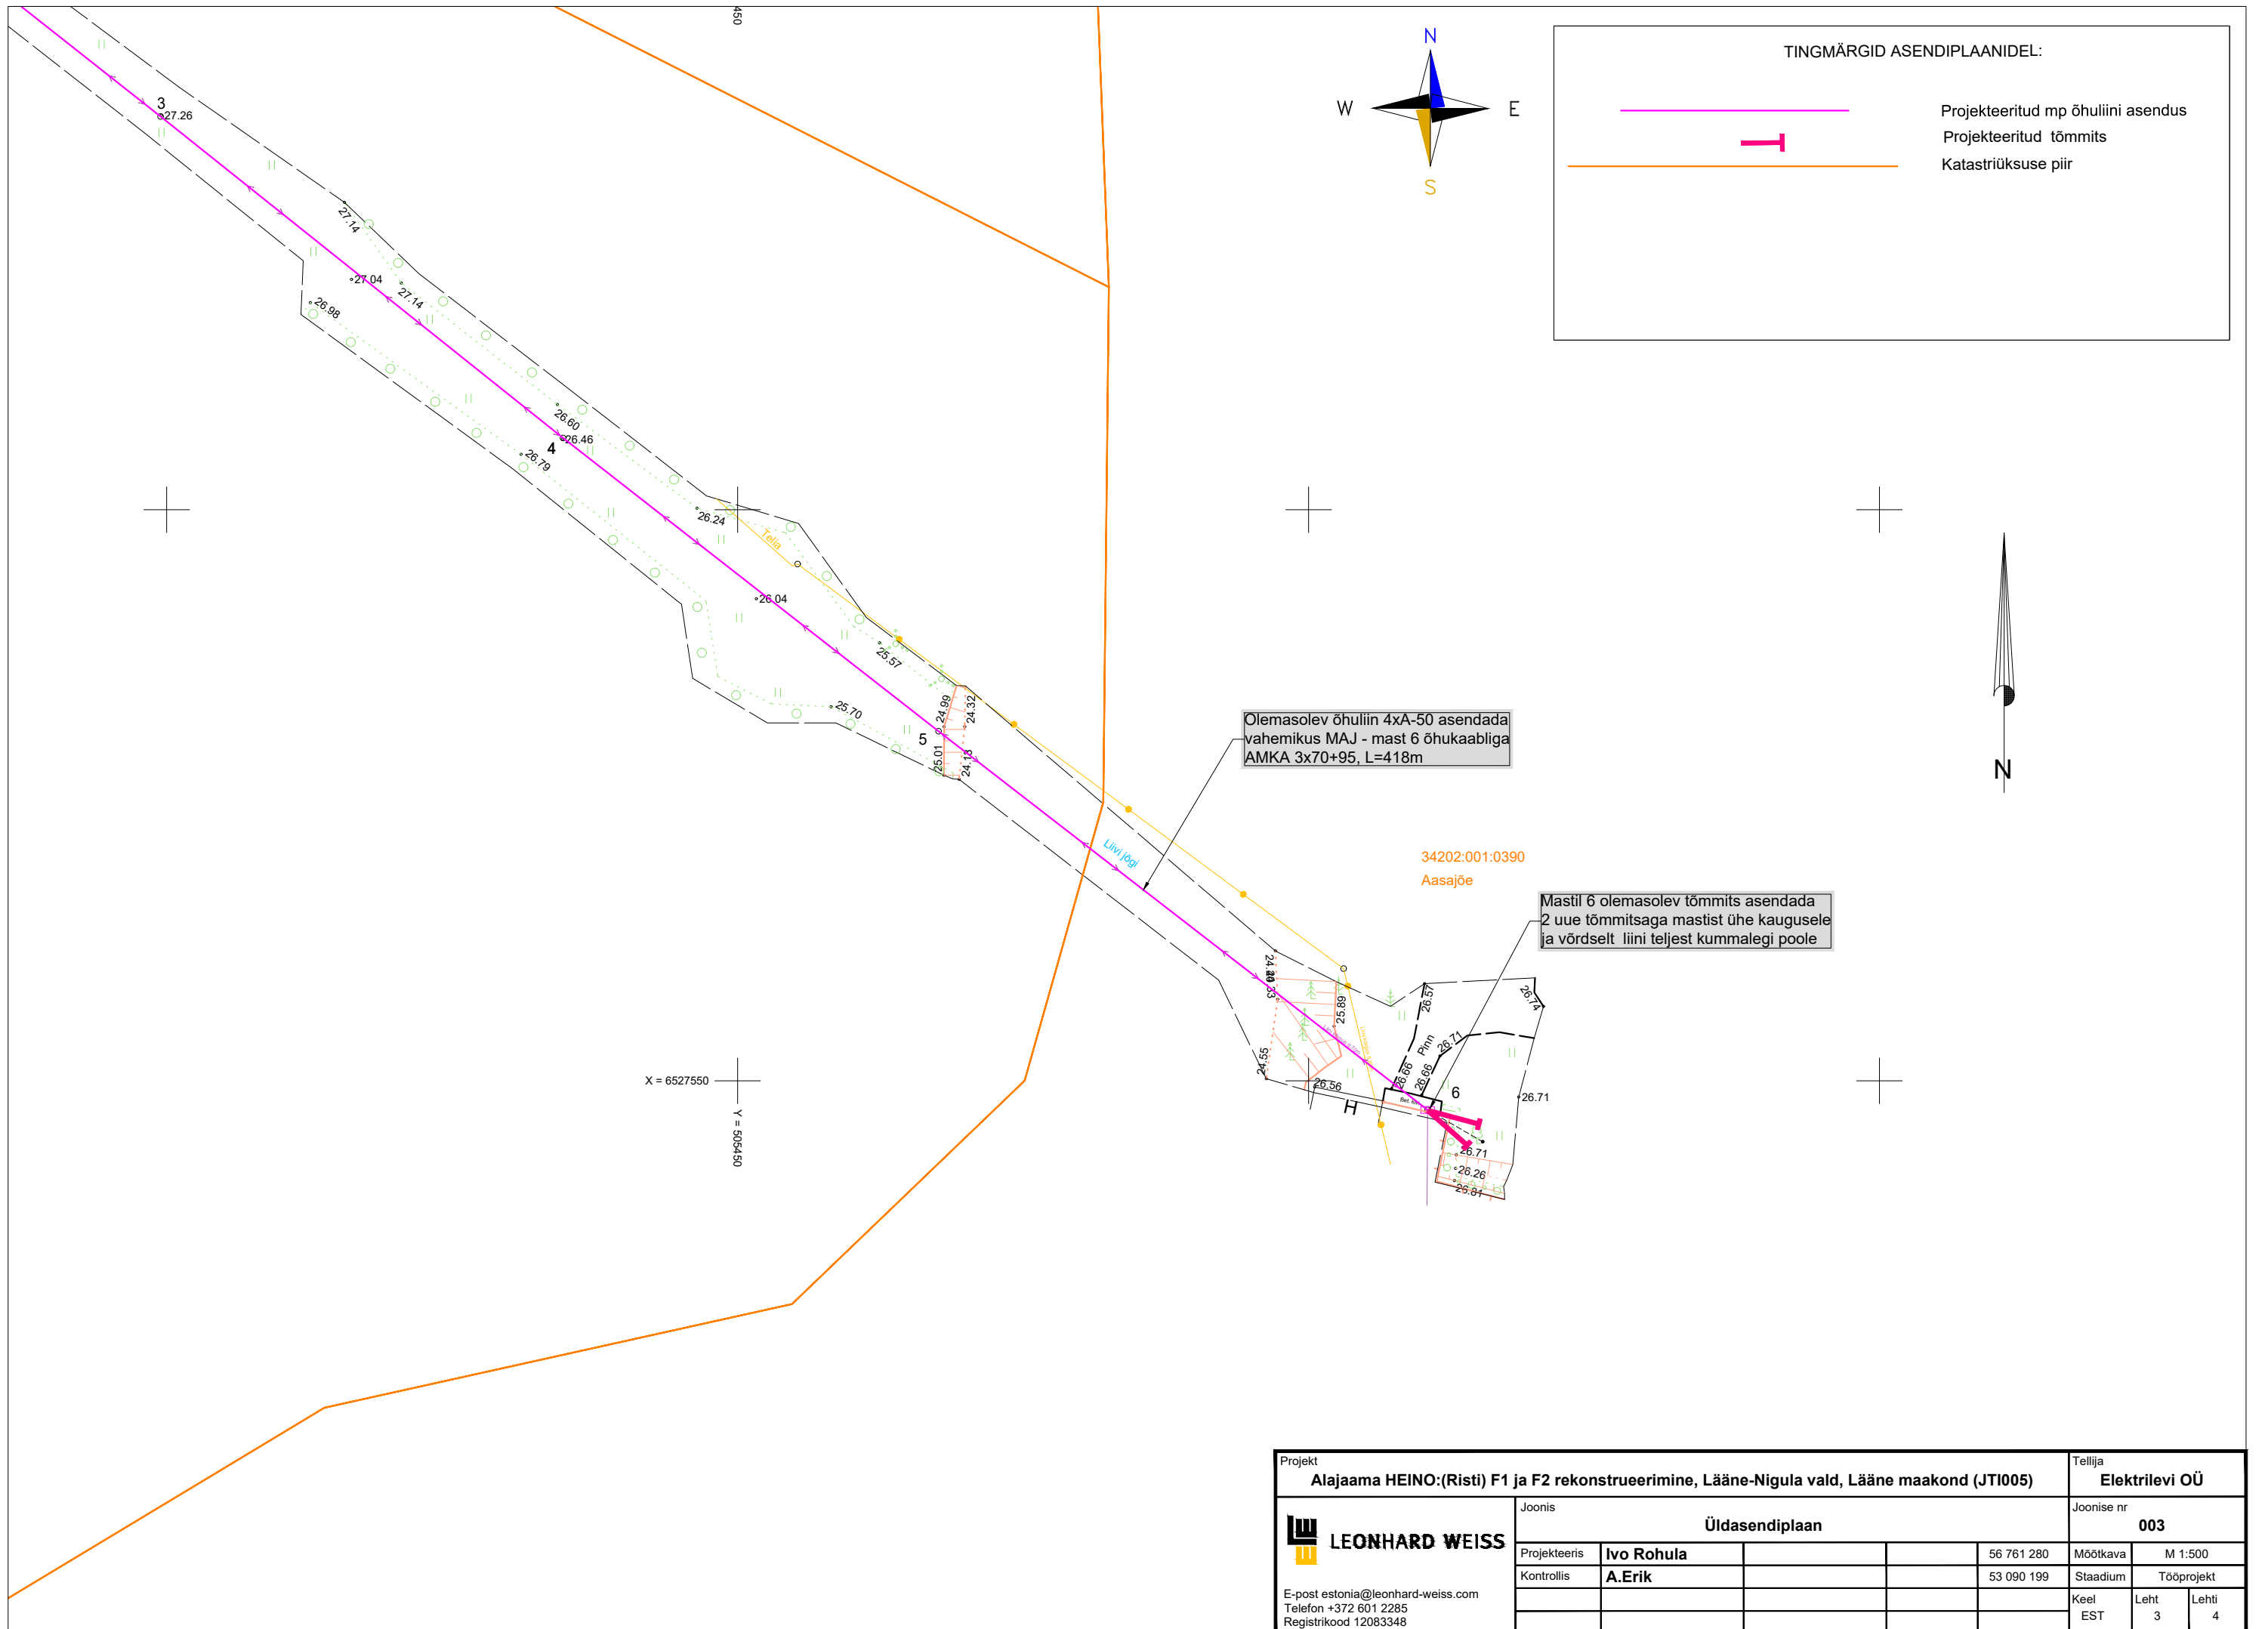 450
N
W
E
S
TINGMÄRGID ASENDIPLAANIDEL:
Projekteeritud mp õhuliini asendus
Projekteeritud tõmmits
Katastriüksuse piir
3
27.26
27.14
27.04
27.14
26.98
26.60
26.46
4
26.79
26.24
Telia
26.04
25.57
25.70
24.99
24.32
5
25.01
24.13
Olemasolev õhuliin 4xA-50 asendada
vahemikus MAJ - mast 6 õhukaabliga
AMKA 3x70+95, L=418m
N
Liivi jõgi
34202:001:0390
Aasajõe
Mastil 6 olemasolev tõmmits asendada
2 uue tõmmitsaga mastist ühe kaugusele
ja võrdselt liini teljest kummalegi poole
25.89
26.57
26.74
Pinn
26.71
24.55
26.56
26.66
26.66
6
26.71
H
Bet.
X = 6527550
Y = 505450
26.71
26.26
26.81
Projekt
Alajaama HEINO:(Risti) F1 ja F2 rekonstrueerimine, Lääne-Nigula vald, Lääne maakond (JTI005)
Tellija
Elektrilevi OÜ
LEONHARD WEISS
Joonis
Üldasendiplaan
Joonise nr
003
Projekteeris Ivo Rohula 56 761 280 Mõõtkava M 1:500
Kontrollis A.Erik 53 090 199 Staadium Tööprojekt
E-post estonia@leonhard-weiss.com
Telefon +372 601 2285
Registrikood 12083348
Keel Leht Lehti
EST 3 4